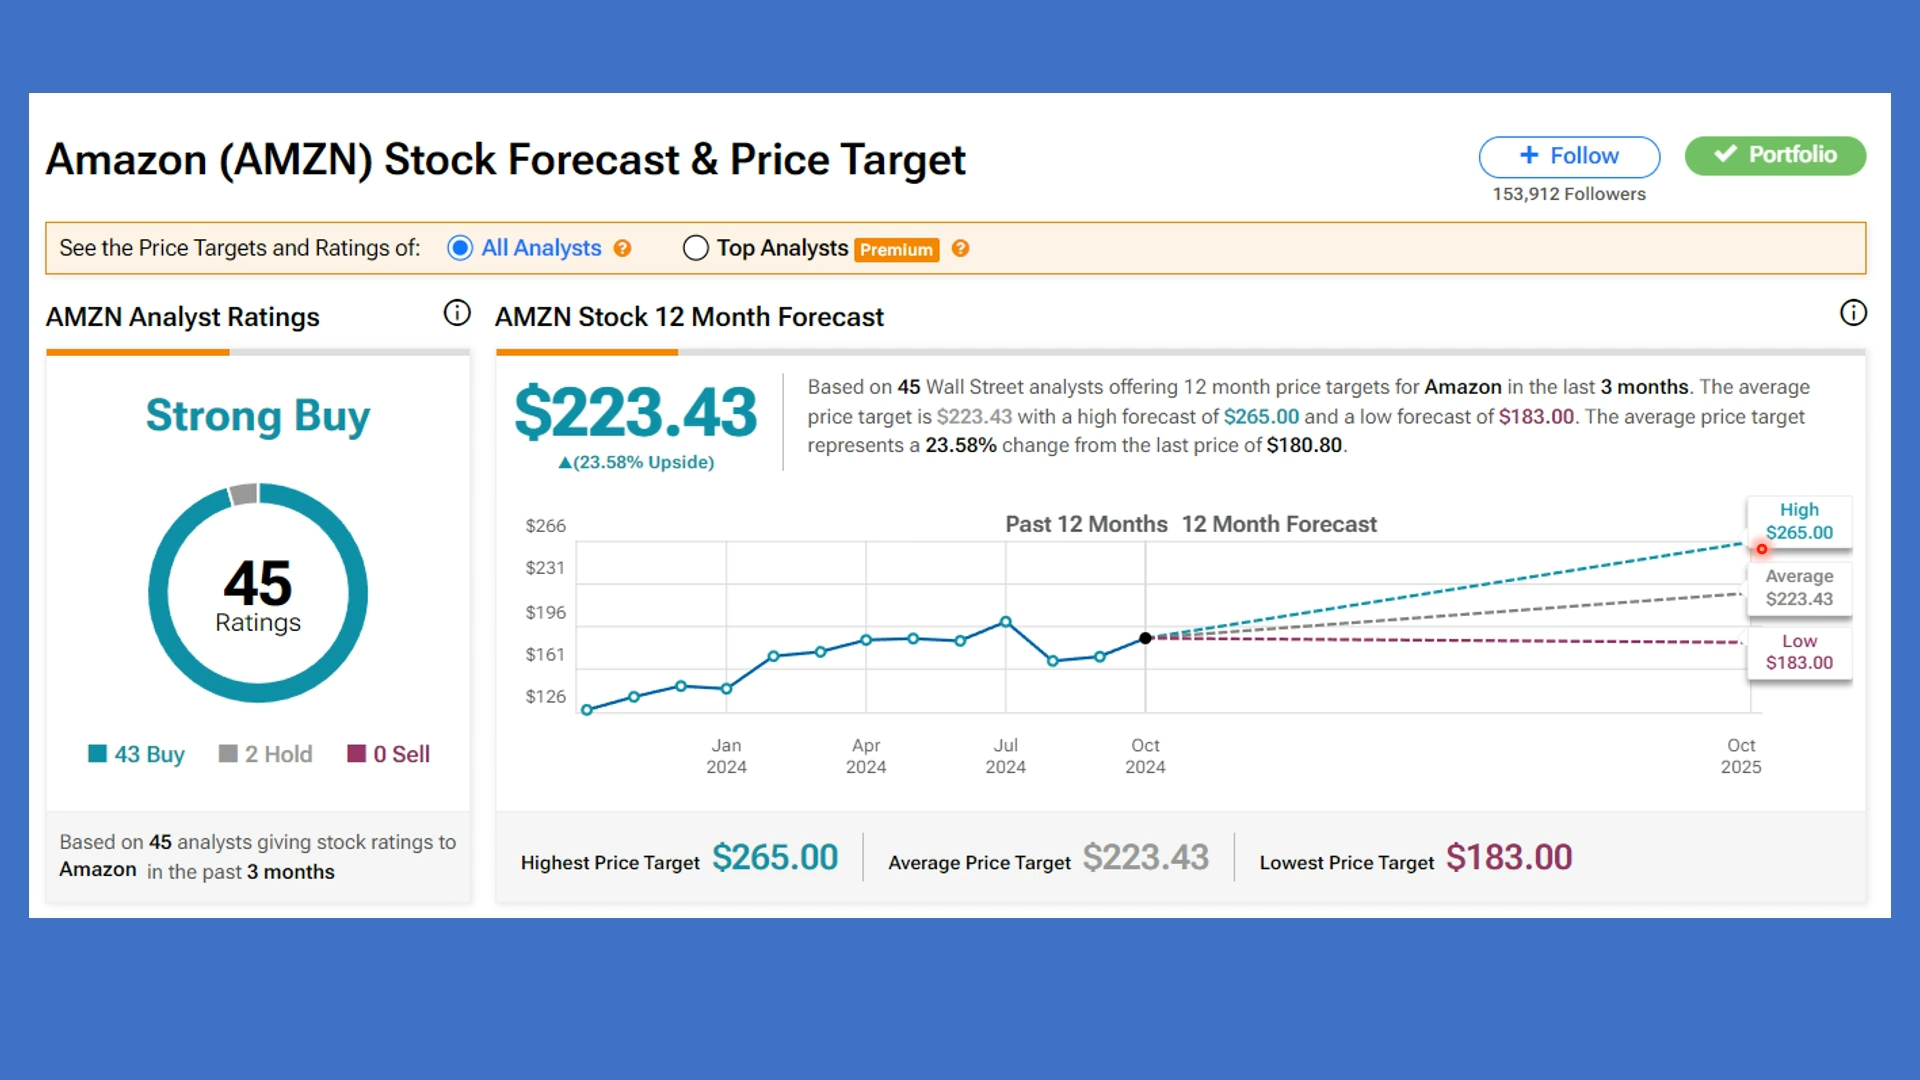 Amazon (AMZN) Stock Forecast & Price Target
+ Follow
Portfolio
153,912 Followers
See the Price Targets and Ratings of: All Analysts ? Top Analysts Premium ?
AMZN Analyst Ratings
Strong Buy
45
Ratings
43 Buy 2 Hold 0 Sell
Based on 45 analysts giving stock ratings to
Amazon in the past 3 months
AMZN Stock 12 Month Forecast
$223.43
▲(23.58% Upside)
Based on 45 Wall Street analysts offering 12 month price targets for Amazon in the last 3 months. The average
price target is $223.43 with a high forecast of $265.00 and a low forecast of $183.00. The average price target
represents a 23.58% change from the last price of $180.80.
Past 12 Months 12 Month Forecast
$266
$231
$196
$161
$126
High
$265.00
Average
$223.43
Low
$183.00
Jan
2024
Apr
2024
Jul
2024
Oct
2024
Oct
2025
Highest Price Target $265.00
Average Price Target $223.43
Lowest Price Target $183.00